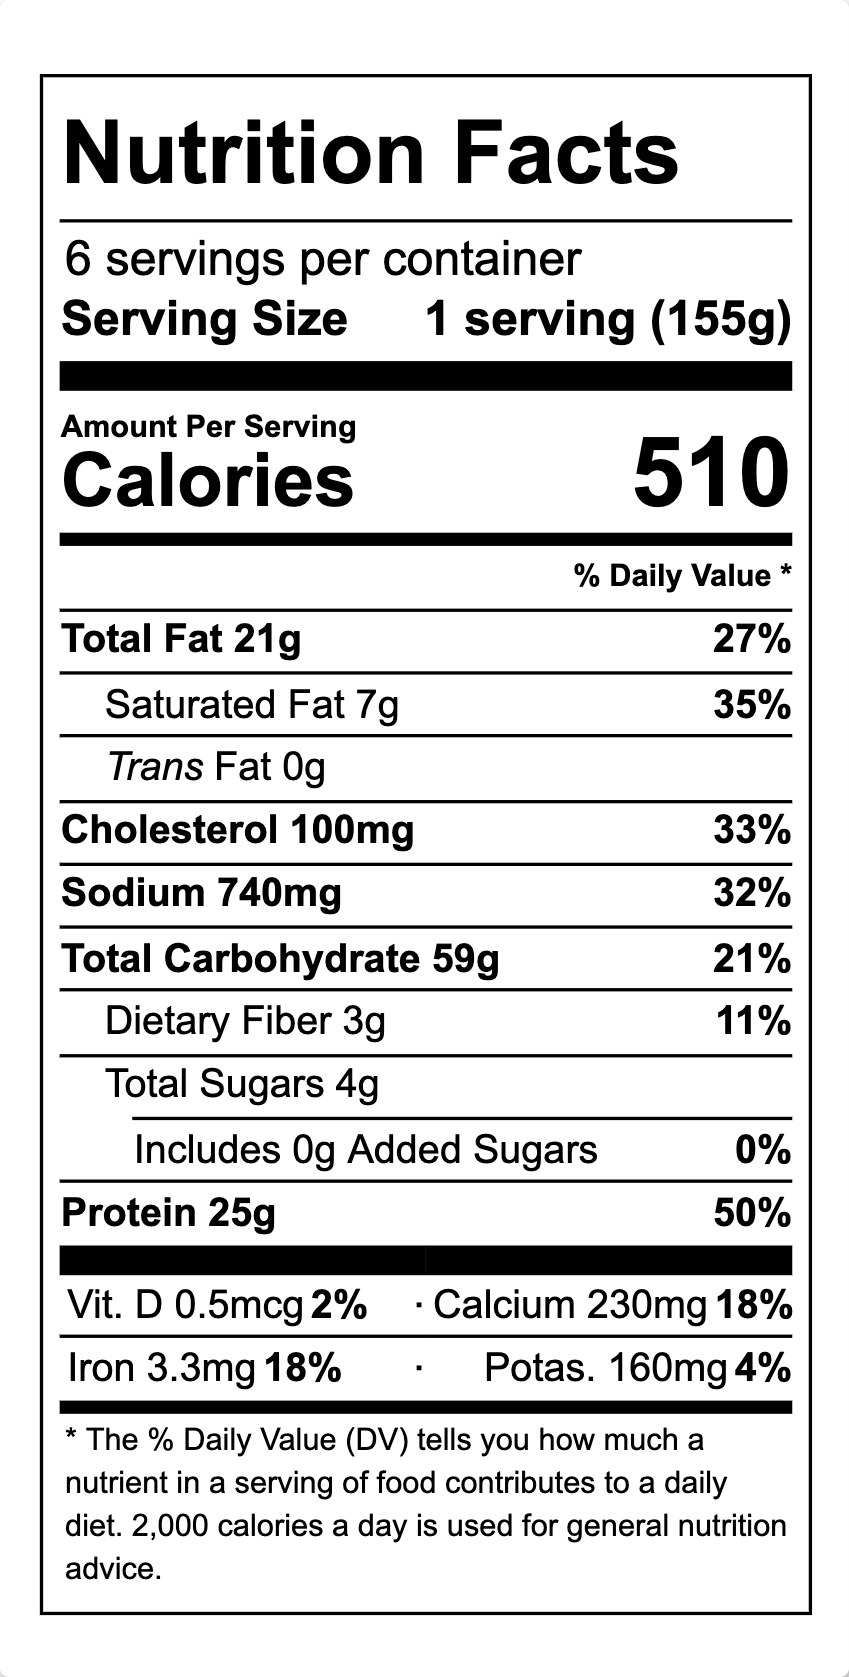 Nutrition Facts
6 servings per container
Serving Size 1 serving (155g)
Amount Per Serving
Calories 510
% Daily Value *
Total Fat 21g 27%
Saturated Fat 7g 35%
Trans Fat 0g
Cholesterol 100mg 33%
Sodium 740mg 32%
Total Carbohydrate 59g 21%
Dietary Fiber 3g 11%
Total Sugars 4g
Includes 0g Added Sugars 0%
Protein 25g 50%
Vit. D 0.5mcg 2% · Calcium 230mg 18%
Iron 3.3mg 18% · Potas. 160mg 4%
* The % Daily Value (DV) tells you how much a
nutrient in a serving of food contributes to a daily
diet. 2,000 calories a day is used for general nutrition
advice.